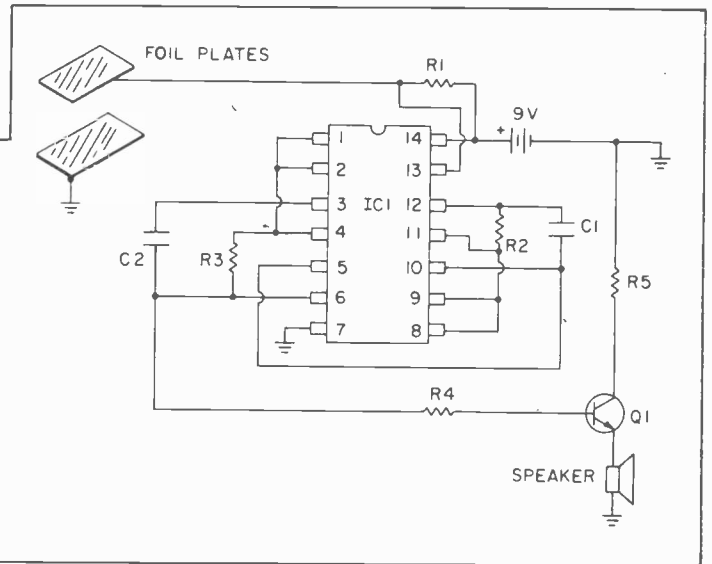 FOIL PLATES
R1
9V
+
1 14
2 13
3 IC1 12
4 11
5 10
6 9
7 8
C2
R3
R2
C1
R5
R4
Q1
SPEAKER